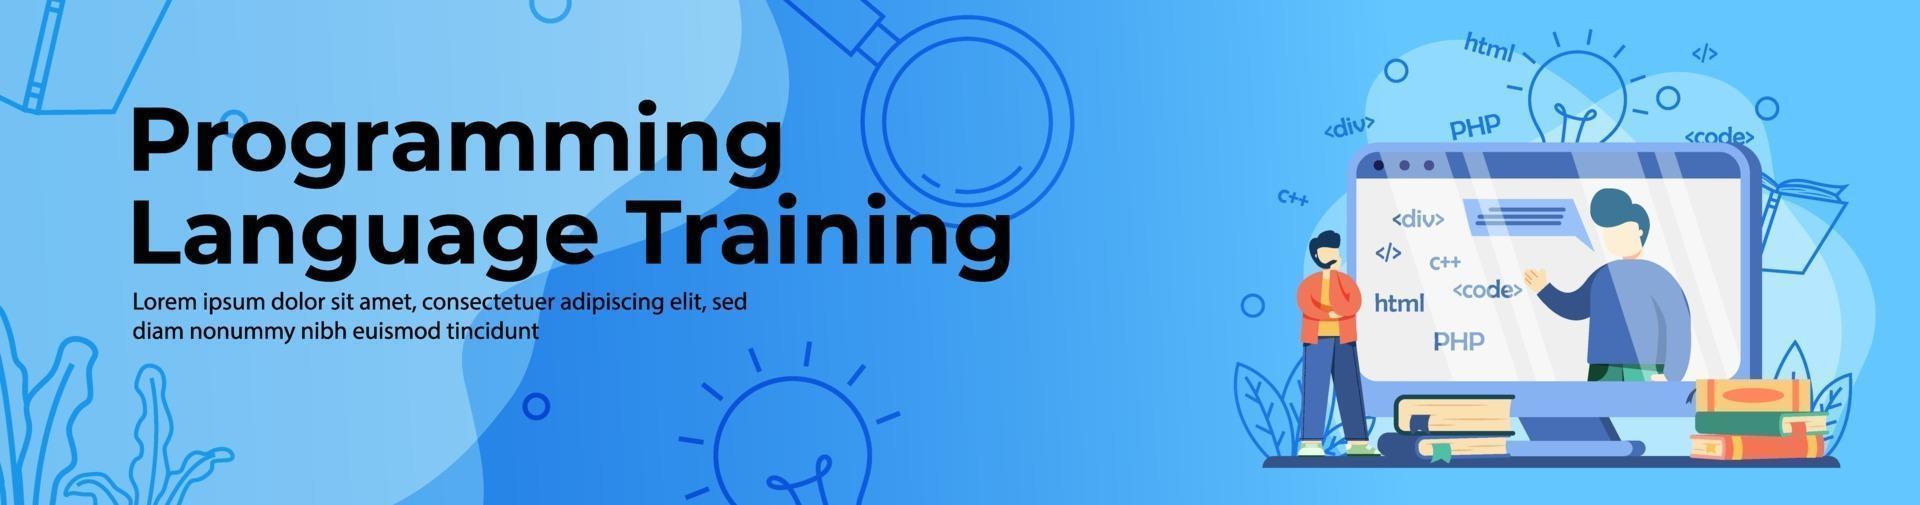 Programming
Language Training
Lorem ipsum dolor sit amet, consectetuer adipiscing elit, sed
diam nonummy nibh euismod tincidunt
html
</>
<div>
PHP
<code>
c++
<div>
</>
c++
<code>
html
PHP